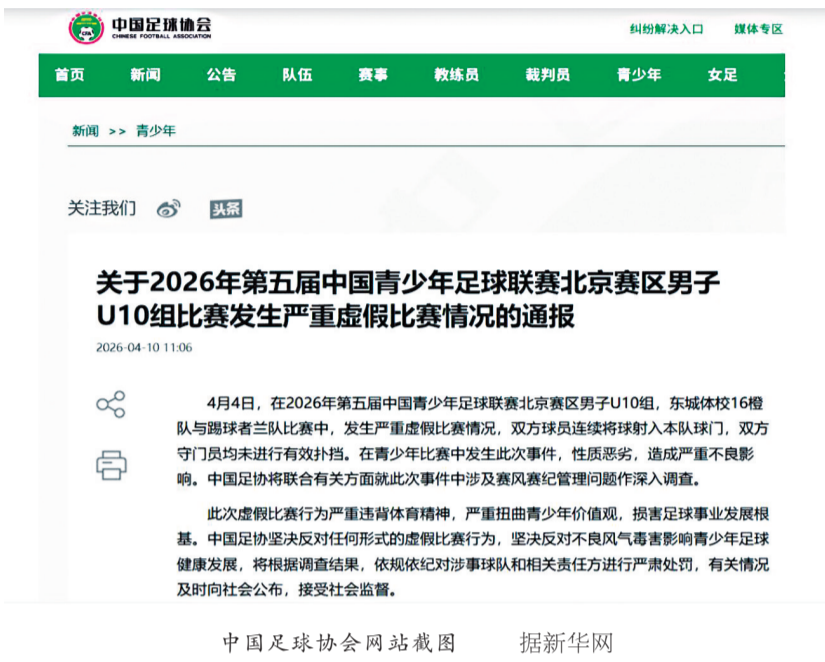 中国足球协会
CHINESE FOOTBALL ASSOCIATION
纠纷解决入口 媒体专区
首页 新闻 公告 队伍 赛事 教练员 裁判员 青少年 女足
新闻 >> 青少年
关注我们 头条
关于2026年第五届中国青少年足球联赛北京赛区男子
U10组比赛发生严重虚假比赛情况的通报
2026-04-10 11:06
4月4日，在2026年第五届中国青少年足球联赛北京赛区男子U10组，东城体校16橙
队与踢球者兰队比赛中，发生严重虚假比赛情况，双方球员连续将球射入本队球门，双方
守门员均未进行有效扑挡。在青少年比赛中发生此次事件，性质恶劣，造成严重不良影
响。中国足协将联合有关方面就此次事件中涉及赛风赛纪管理问题作深入调查。
此次虚假比赛行为严重违背体育精神，严重扭曲青少年价值观，损害足球事业发展根
基。中国足协坚决反对任何形式的虚假比赛行为，坚决反对不良风气毒害影响青少年足球
健康发展，将根据调查结果，依规依纪对涉事球队和相关责任方进行严肃处罚，有关情况
及时向社会公布，接受社会监督。
中国足球协会网站截图 据新华网